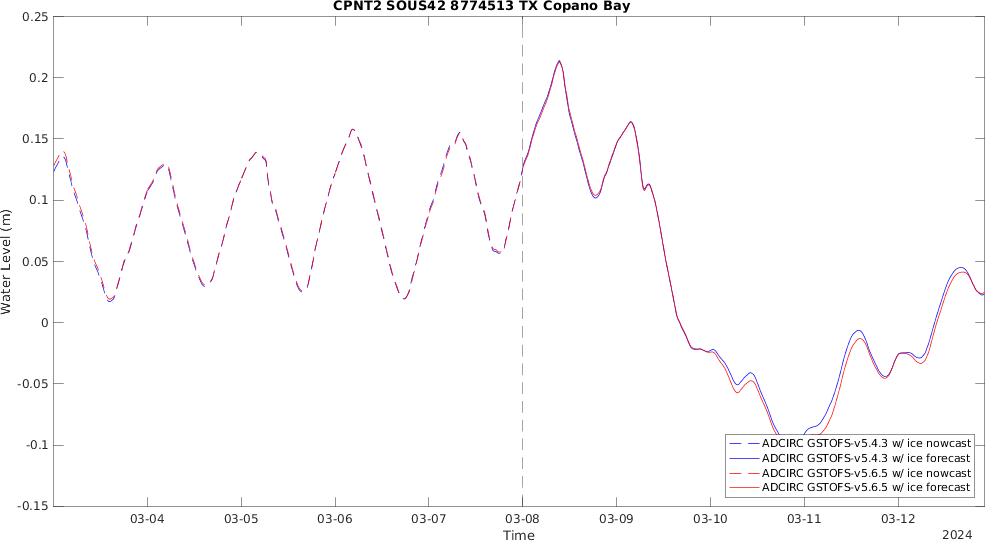 CPNT2 SOUS42 8774513 TX Copano Bay
0.25
0.2
0.15
0.1
0.05
0
-0.05
-0.1
-0.15
Water Level (m)
03-04 03-05 03-06 03-07 03-08 03-09 03-10 03-11 03-12
Time
2024
ADCIRC GSTOFS-v5.4.3 w/ ice nowcast
ADCIRC GSTOFS-v5.4.3 w/ ice forecast
ADCIRC GSTOFS-v5.6.5 w/ ice nowcast
ADCIRC GSTOFS-v5.6.5 w/ ice forecast